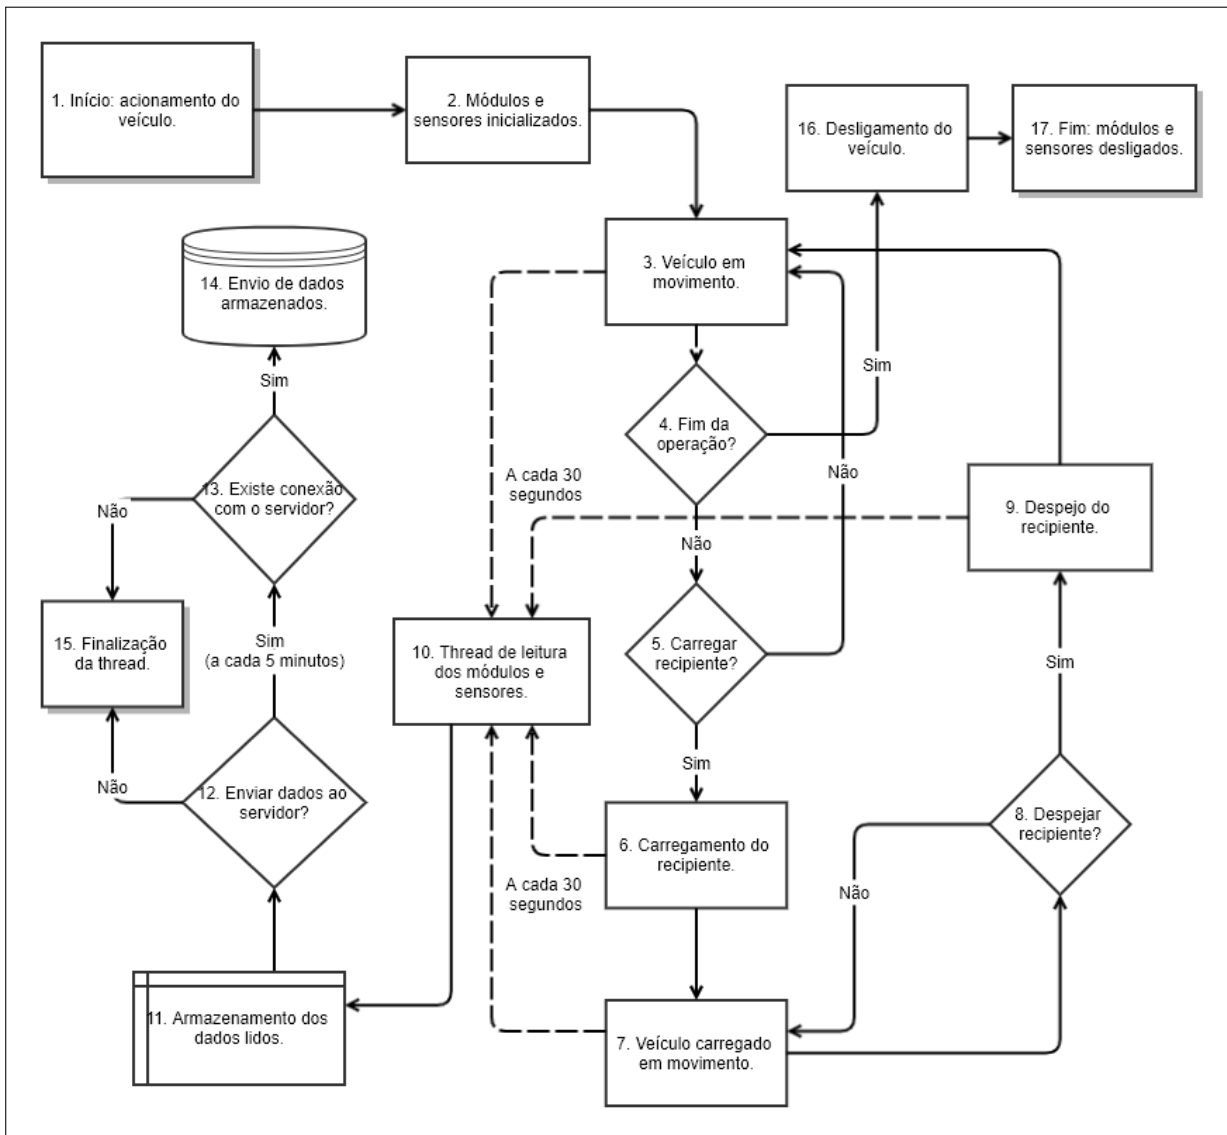 1. Início: acionamento do
veículo.
2. Módulos e
sensores inicializados.
16. Desligamento do
veículo.
17. Fim: módulos e
sensores desligados.
3. Veículo em
movimento.
14. Envio de dados
armazenados.
Sim
Sim
4. Fim da
operação?
Não
A cada 30
segundos
13. Existe conexão
com o servidor?
Não
9. Despejo do
recipiente.
Não
Sim
(a cada 5 minutos)
15. Finalização
da thread.
10. Thread de leitura
dos módulos e
sensores.
5. Carregar
recipiente?
Sim
Sim
Não
12. Enviar dados ao
servidor?
8. Despejar
recipiente?
6. Carregamento do
recipiente.
A cada 30
segundos
Não
11. Armazenamento dos
dados lidos.
7. Veículo carregado
em movimento.